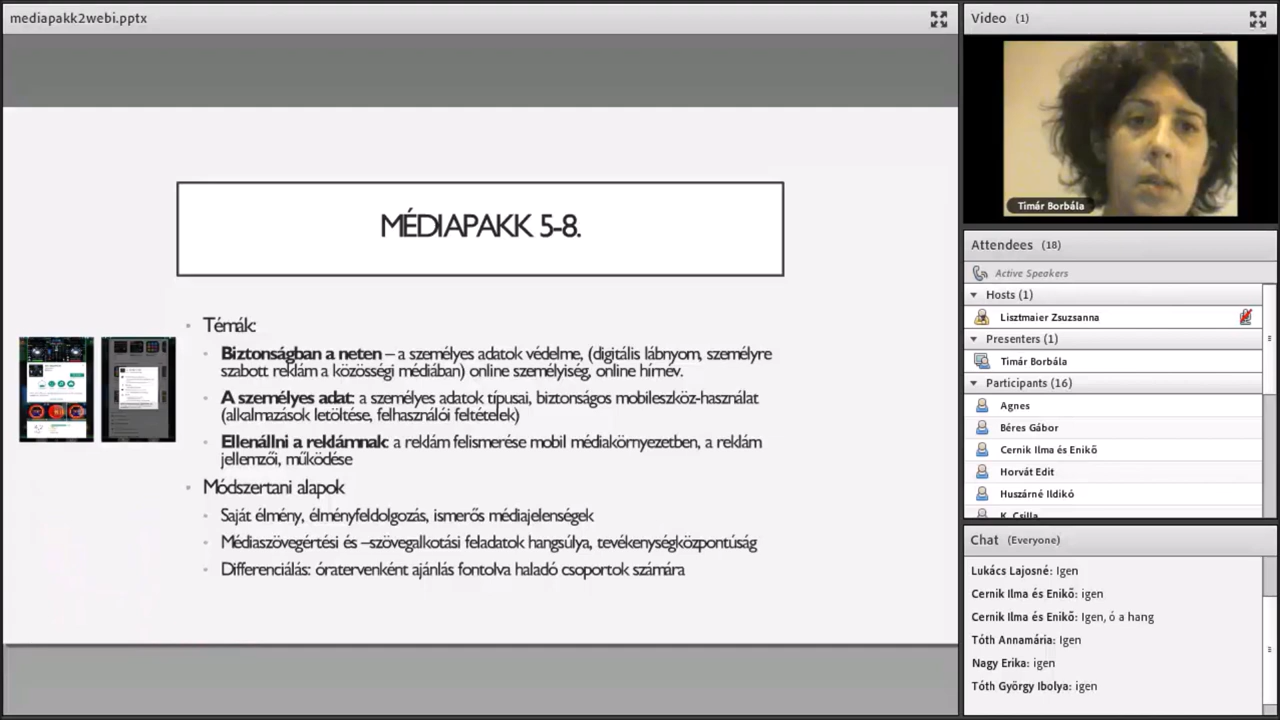 mediapakk2webi.pptx
MÉDIAPAKK 5-8.
Témák:
Biztonságban a neten – a személyes adatok védelme, (digitális lábnyom, személyre
szabott reklám a közösségi médiában) online személyiség, online hírnév.
A személyes adat: a személyes adatok típusai, biztonságos mobileszköz-használat
(alkalmazások letöltése, felhasználói feltételek)
Ellenállni a reklámnak: a reklám felismerése mobil médiakörnyezetben, a reklám
jellemzői, működése
Módszertani alapok
Saját élmény, élményfeldolgozás, ismerős médiajelenségek
Médiaszövegértési és –szövegalkotási feladatok hangsúlya, tevékenységközpontúság
Differenciálás: óratervenként ajánlás fontolva haladó csoportok számára
Video (1)
Timár Borbála
Attendees (18)
Active Speakers
Hosts (1)
Lisztmaier Zsuzsanna
Presenters (1)
Timár Borbála
Participants (16)
Agnes
Béres Gábor
Cernik Ilma és Enikő
Horvát Edit
Huszárné Ildikó
K. Csilla
Chat (Everyone)
Lukács Lajosné: Igen
Cernik Ilma és Enikő: igen
Cernik Ilma és Enikő: Igen, ó a hang
Tóth Annamária: Igen
Nagy Erika: igen
Tóth György Ibolya: igen